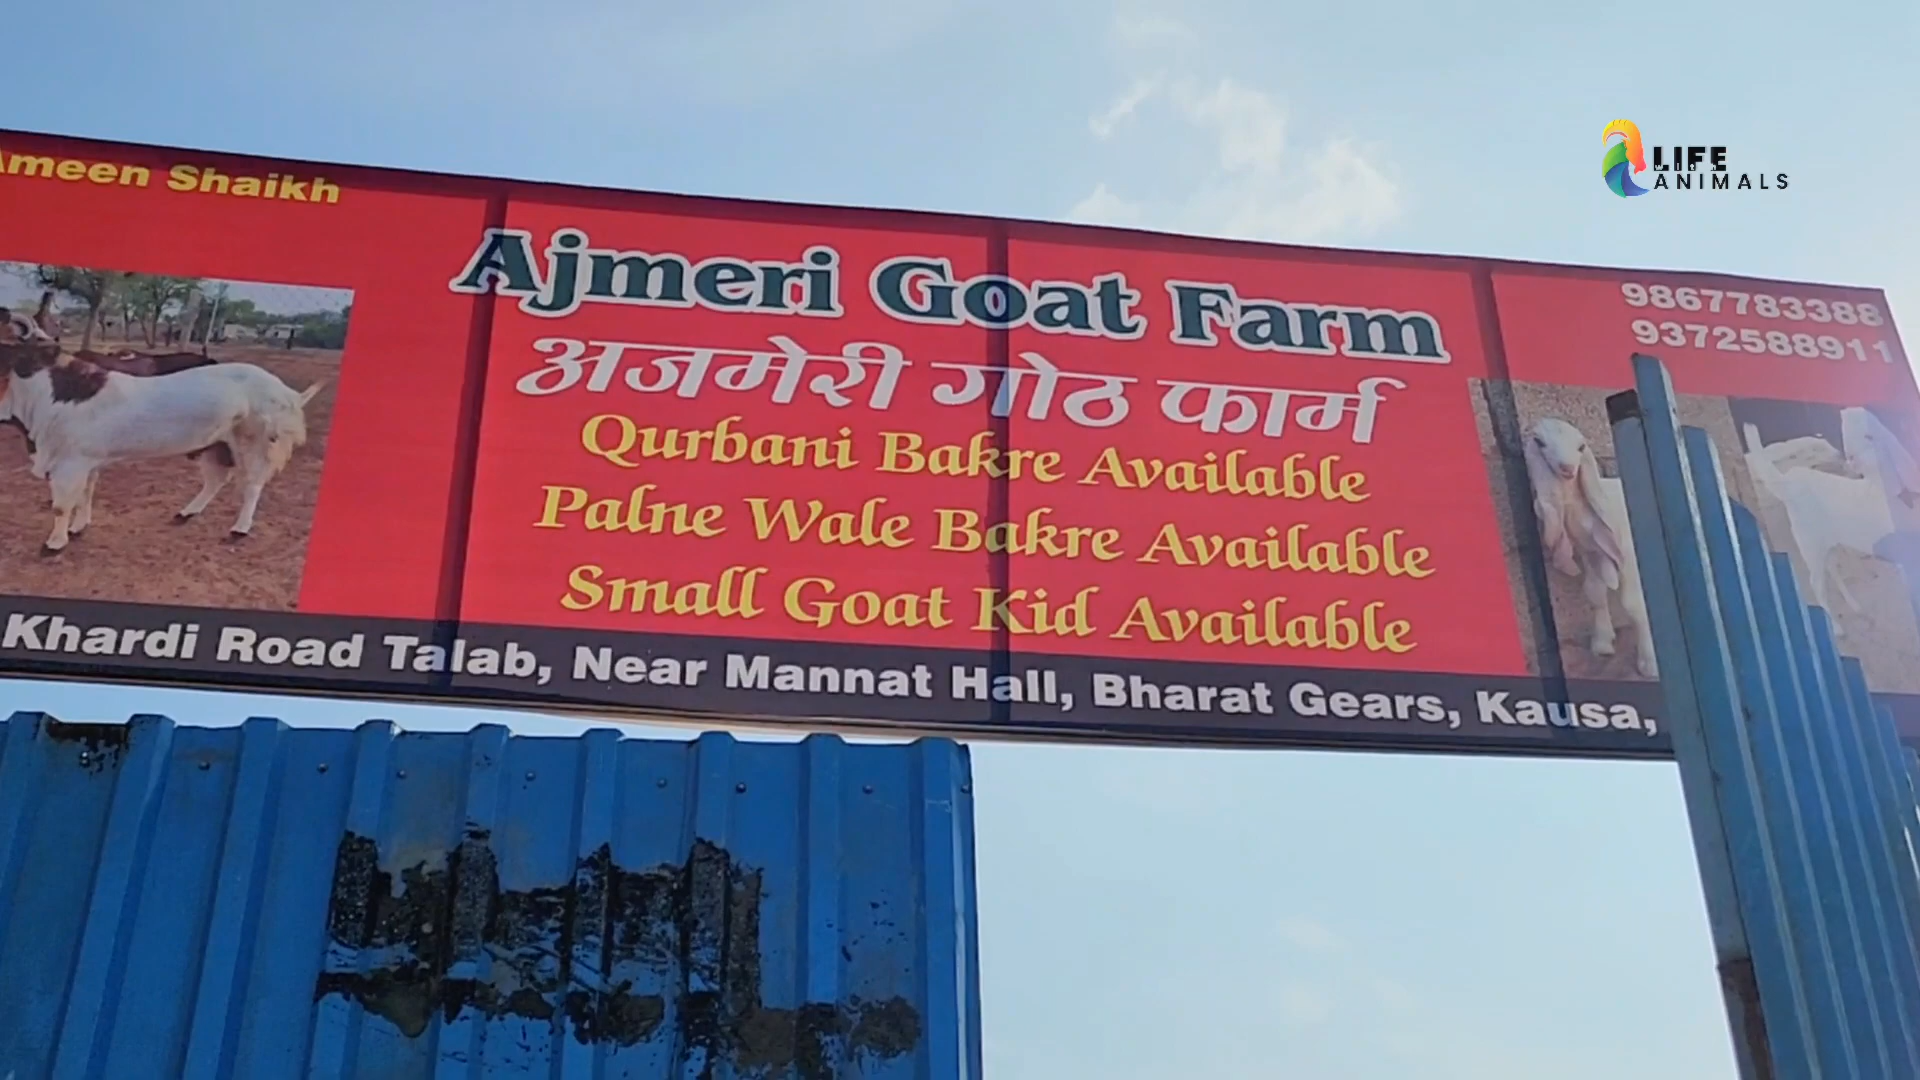 Ameen Shaikh
Ajmeri Goat Farm
अजमेरी गोठ फार्म
Qurbani Bakre Available
Palne Wale Bakre Available
Small Goat Kid Available
9867783388
9372588911
Khardi Road Talab, Near Mannat Hall, Bharat Gears, Kausa,
LIFE
with
ANIMALS